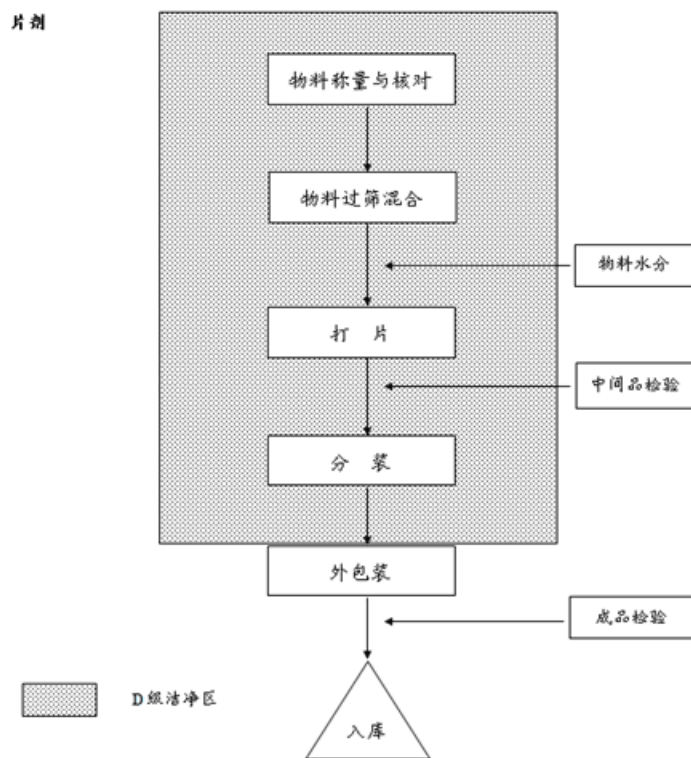 片剂
物料称量与核对
物料过筛混合
物料水分
打 片
中间品检验
分 装
外包装
成品检验
D级洁净区
入库